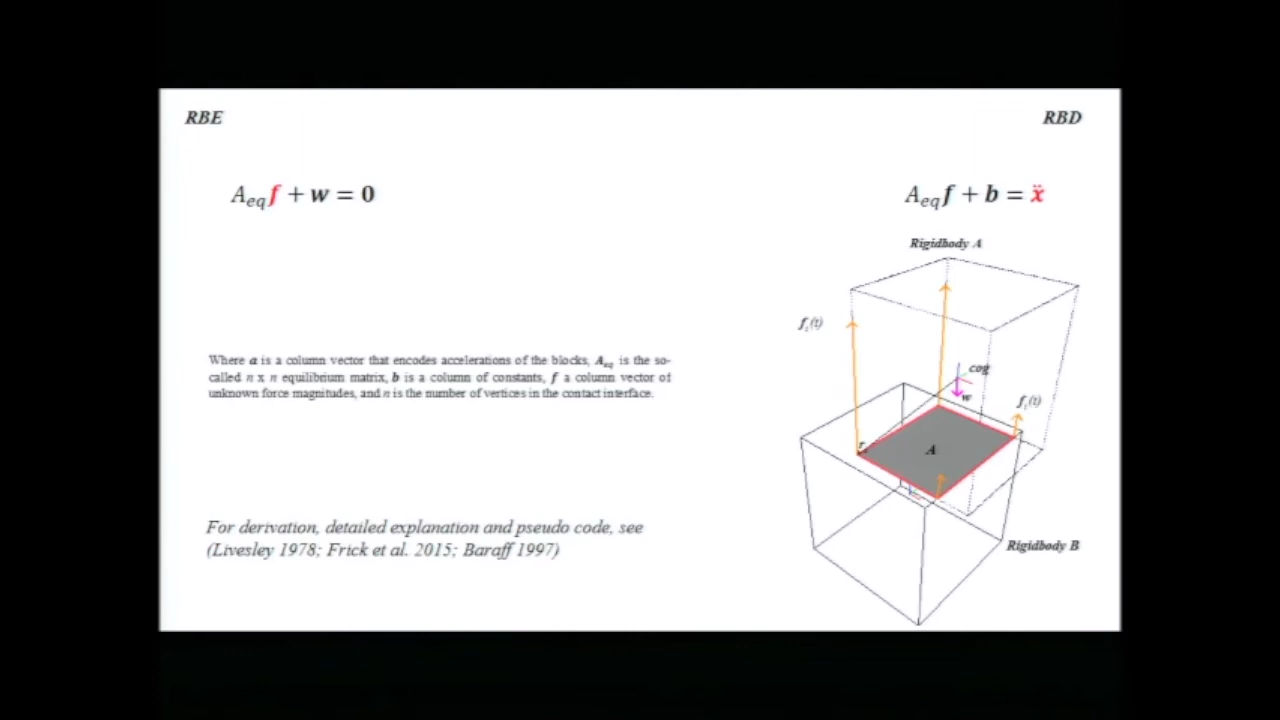 RBE
RBD
A_eq f + w = 0
A_eq f + b = ẍ
Rigidbody A
f_i(t)
cog
w
f_i(t)
r
A
Where a is a column vector that encodes accelerations of the blocks, A_eq is the so-
called n x n equilibrium matrix, b is a column of constants, f a column vector of
unknown force magnitudes, and n is the number of vertices in the contact interface.
For derivation, detailed explanation and pseudo code, see
(Livesley 1978; Frick et al. 2015; Baraff 1997)
Rigidbody B